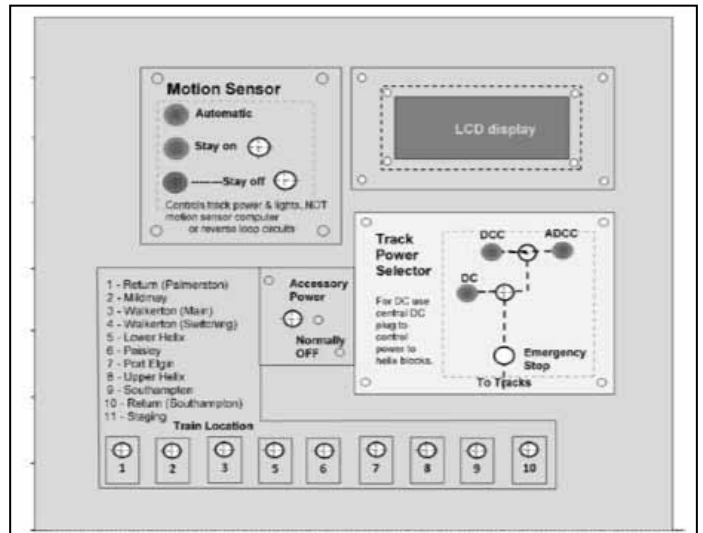 Motion Sensor
Automatic
Stay on
Stay off
Controls track power & lights, NOT
motion sensor computer
or reverse loop circuits
LCD display
Track
Power
Selector
DCC
ADCC
DC
For DC use
central DC
plug to
control
power to
helix blocks.
Emergency
Stop
To Tracks
1 - Return (Palmerston)
2 - Mildmay
3 - Walkerton (Main)
4 - Walkerton (Switching)
5 - Lower Helix
6 - Paisley
7 - Port Elgin
8 - Upper Helix
9 - Southampton
10 - Return (Southampton)
11 - Staging
Accessory
Power
Normally
OFF
Train Location
1
2
3
5
6
7
8
9
10